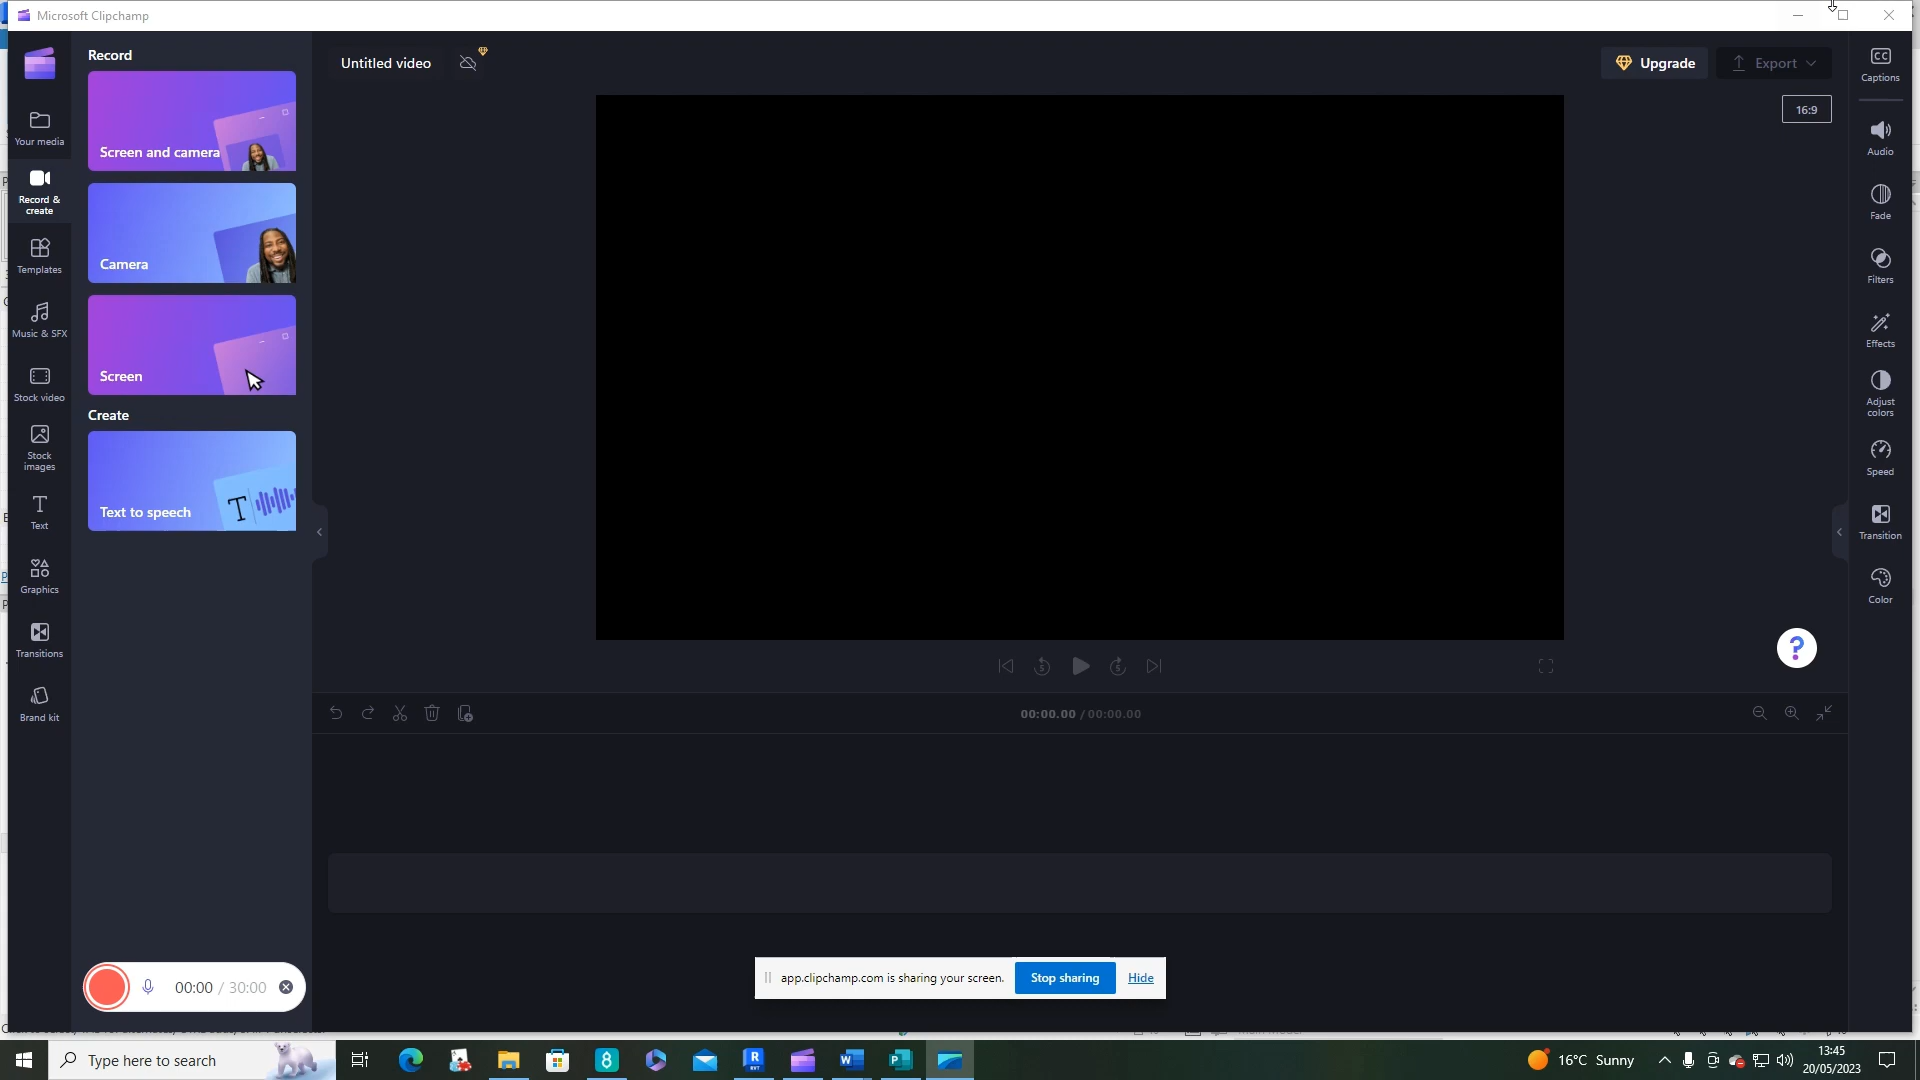 Microsoft Clipchamp
Record
Untitled video
Upgrade
Export
Captions
16:9
Your media
Screen and camera
Audio
Record &
create
Fade
Camera
Templates
Filters
Music & SFX
Effects
Screen
Stock video
Adjust
colors
Create
Stock
images
Speed
Text to speech
T
Text
Transition
Graphics
Color
Transitions
?
5
5
Brand kit
00:00.00 / 00:00.00
app.clipchamp.com is sharing your screen.
Stop sharing
Hide
00:00 / 30:00
Type here to search
16°C Sunny
13:45
20/05/2023